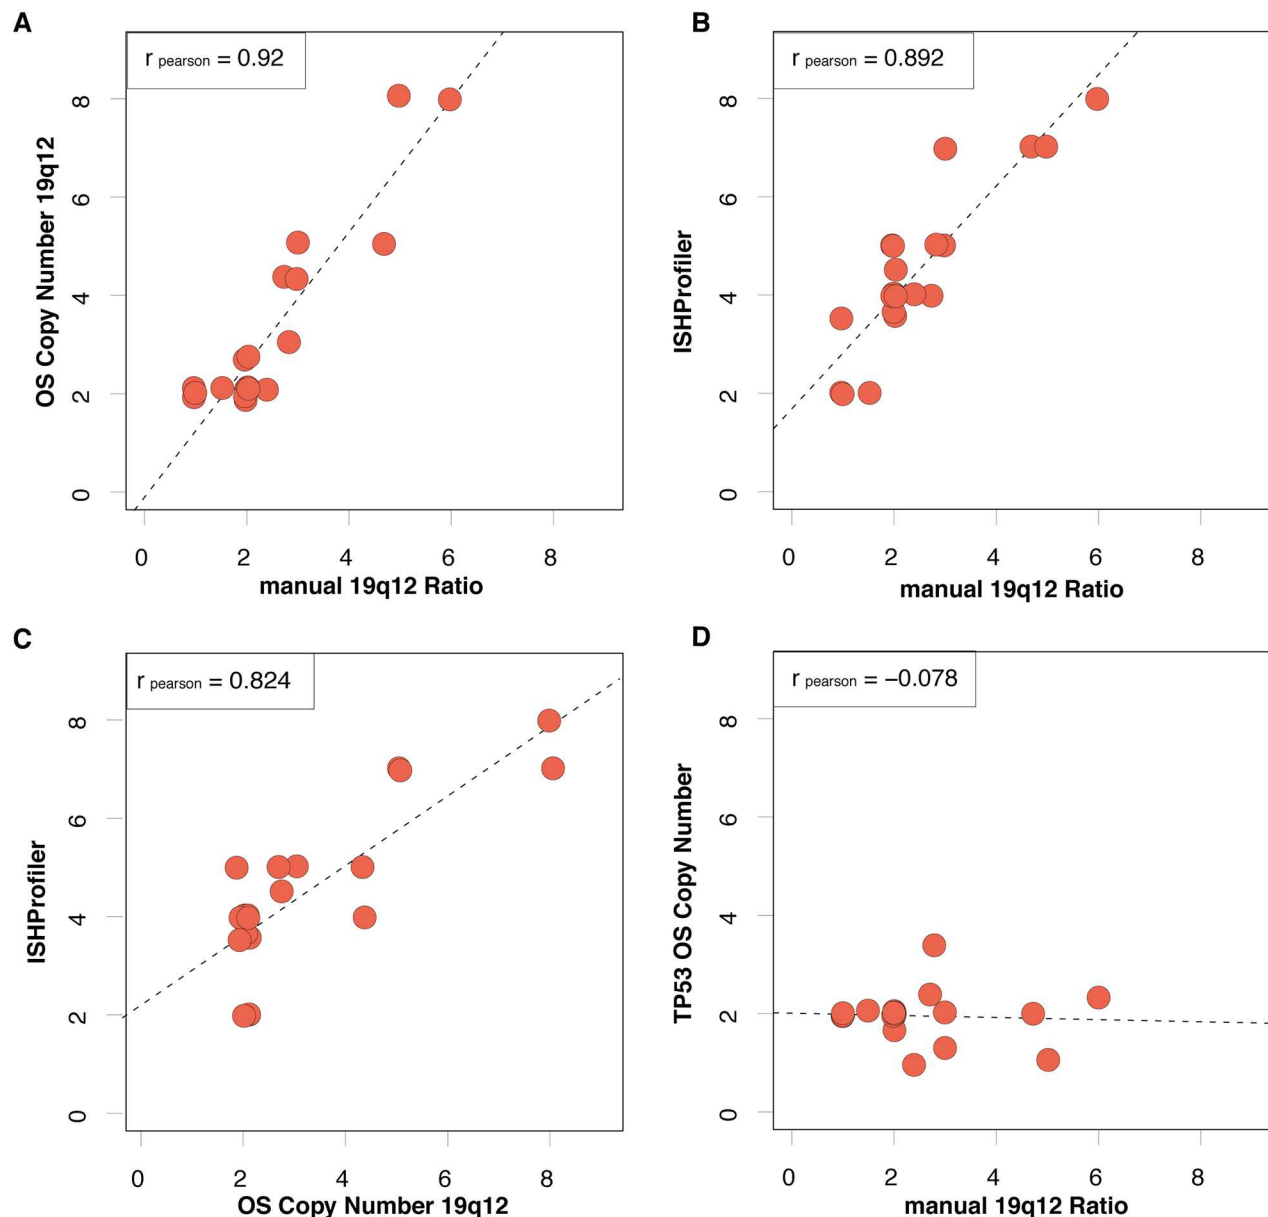 A
r pearson = 0.92
OS Copy Number 19q12
8
6
4
2
0
0 2 4 6 8
manual 19q12 Ratio
B
r pearson = 0.892
ISHProfiler
8
6
4
2
0
0 2 4 6 8
manual 19q12 Ratio
C
r pearson = 0.824
ISHProfiler
8
6
4
2
0
0 2 4 6 8
OS Copy Number 19q12
D
r pearson = −0.078
TP53 OS Copy Number
8
6
4
2
0
0 2 4 6 8
manual 19q12 Ratio